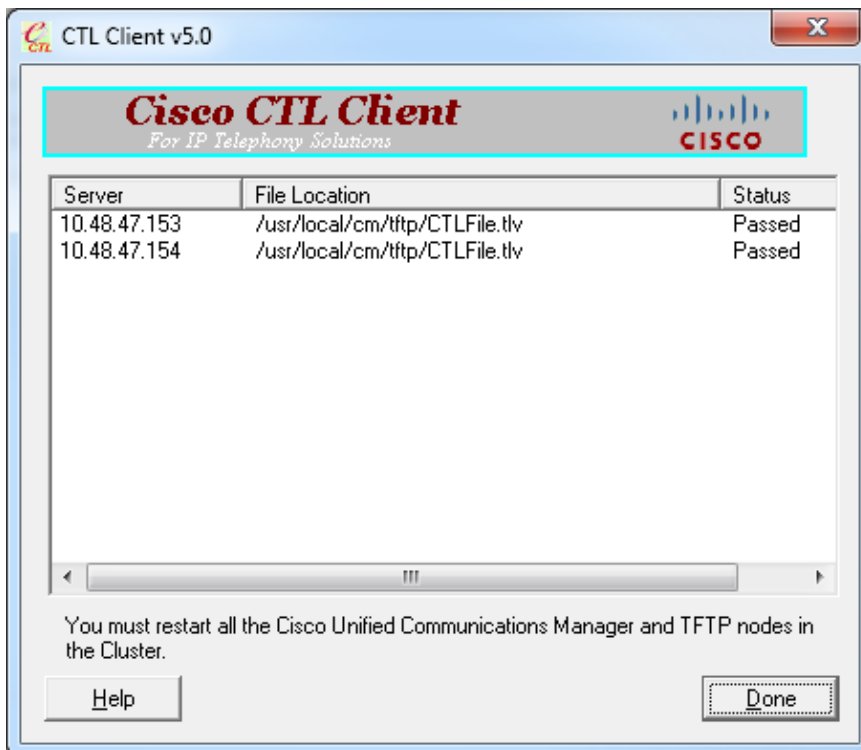 CTL Client v5.0
Cisco CTL Client
For IP Telephony Solutions
CISCO
Server File Location Status
10.48.47.153 /usr/local/cm/tftp/CTLFile.tlv Passed
10.48.47.154 /usr/local/cm/tftp/CTLFile.tlv Passed
You must restart all the Cisco Unified Communications Manager and TFTP nodes in
the Cluster.
Help Done